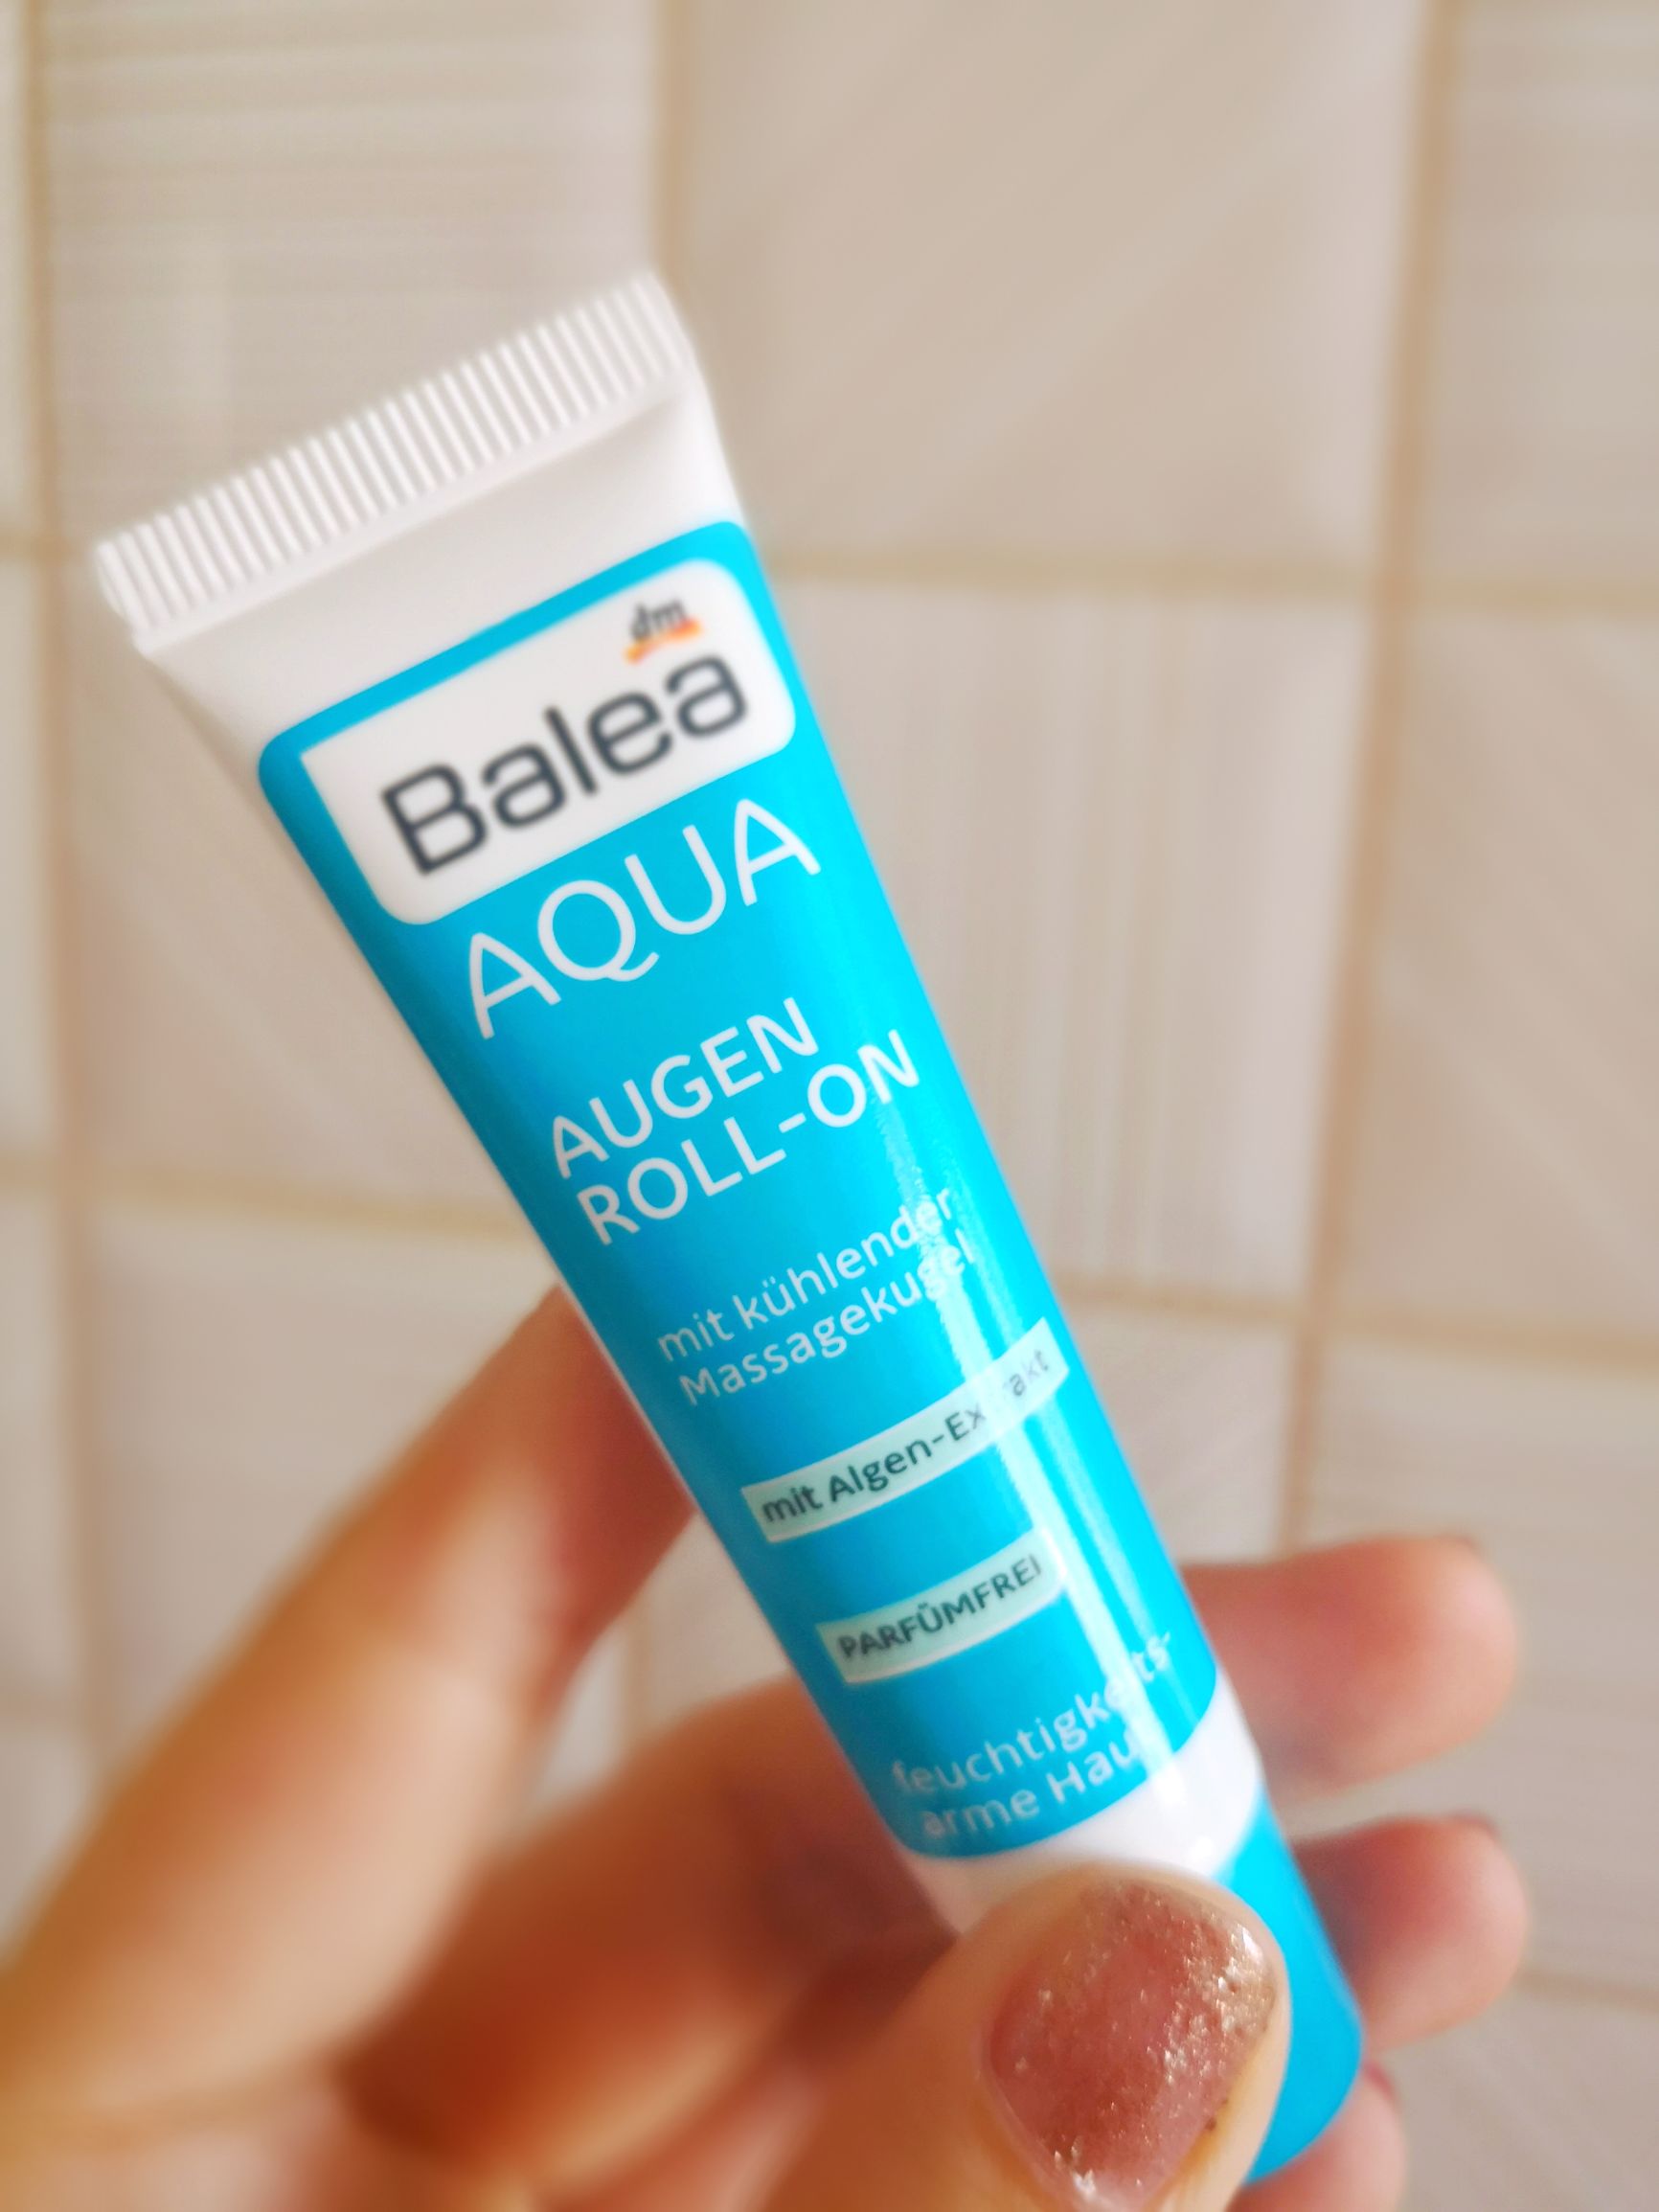 dm
Balea
AQUA
AUGEN
ROLL-ON
mit kühlender
Massagekugel
mit Algen-Extrakt
PARFÜMFREI
feuchtigkeits-
arme Haut